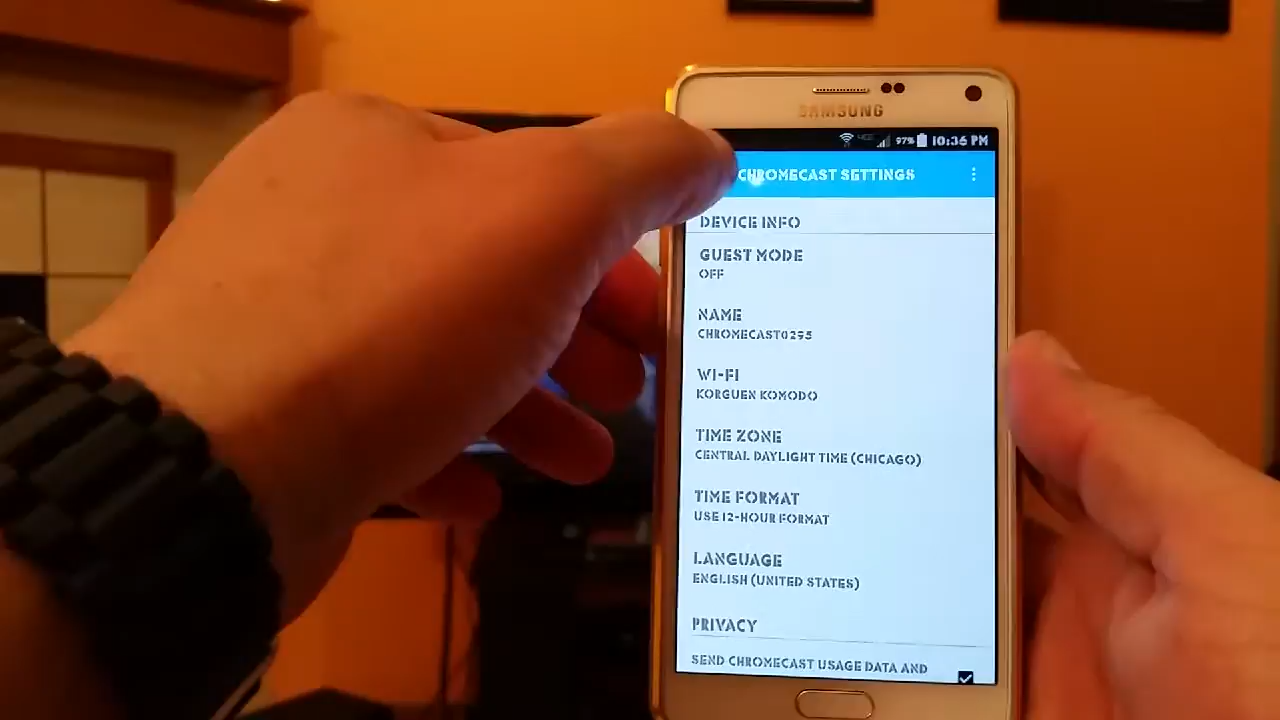 SAMSUNG
97% 10:36 PM
CHROMECAST SETTINGS
DEVICE INFO
GUEST MODE
OFF
NAME
CHROMECAST0295
WI-FI
KORGUEN KOMODO
TIME ZONE
CENTRAL DAYLIGHT TIME (CHICAGO)
TIME FORMAT
USE 12-HOUR FORMAT
LANGUAGE
ENGLISH (UNITED STATES)
PRIVACY
SEND CHROMECAST USAGE DATA AND